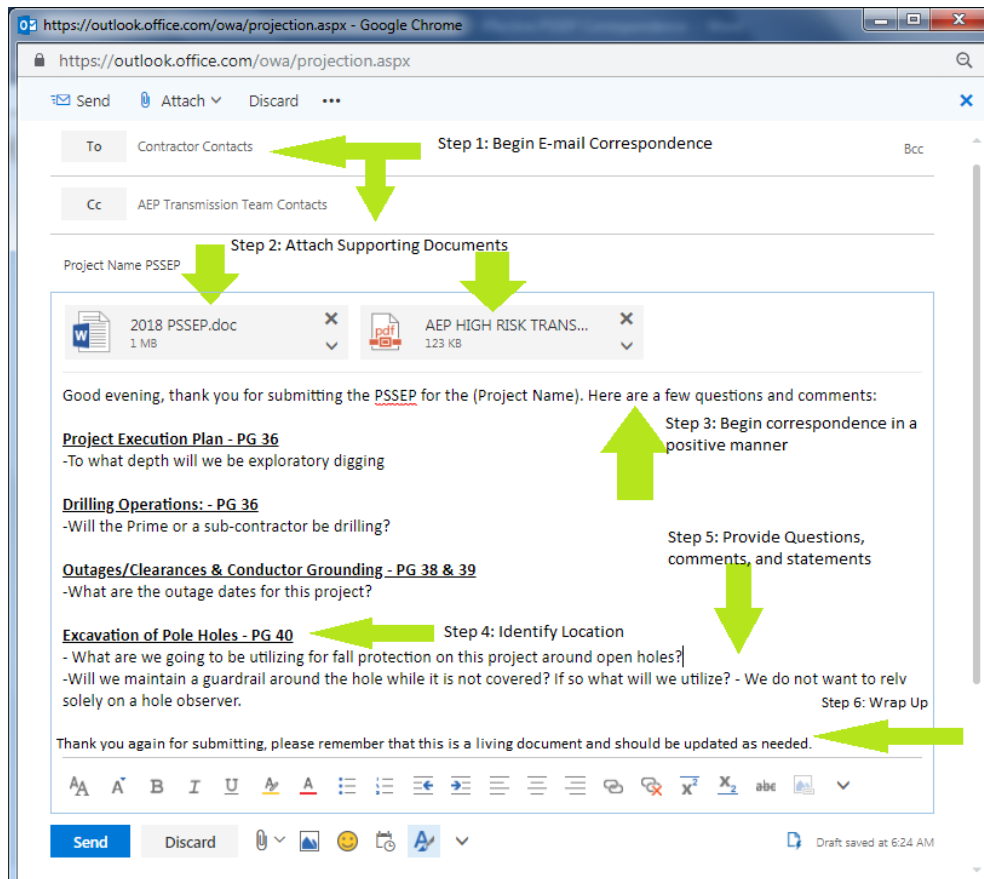 https://outlook.office.com/owa/projection.aspx - Google Chrome
https://outlook.office.com/owa/projection.aspx
Send Attach Discard •••
To Contractor Contacts Step 1: Begin E-mail Correspondence Bcc
Cc AEP Transmission Team Contacts
Step 2: Attach Supporting Documents
Project Name PSSEP
2018 PSSEP.doc
1 MB
pdf
AEP HIGH RISK TRANS...
123 KB
Good evening, thank you for submitting the PSSEP for the (Project Name). Here are a few questions and comments:
Step 3: Begin correspondence in a
positive manner
Project Execution Plan - PG 36
-To what depth will we be exploratory digging
Drilling Operations: - PG 36
-Will the Prime or a sub-contractor be drilling?
Step 5: Provide Questions,
comments, and statements
Outages/Clearances & Conductor Grounding - PG 38 & 39
-What are the outage dates for this project?
Excavation of Pole Holes - PG 40 Step 4: Identify Location
- What are we going to be utilizing for fall protection on this project around open holes?
-Will we maintain a guardrail around the hole while it is not covered? If so what will we utilize? - We do not want to rely
solely on a hole observer.
Step 6: Wrap Up
Thank you again for submitting, please remember that this is a living document and should be updated as needed.
AA A B I U A A x² X₂ abc
Send Discard Draft saved at 6:24 AM